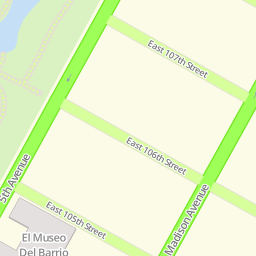 East 107th Street
East 106th Street
5th Avenue
Madison Avenue
East 105th Street
El Museo
Del Barrio